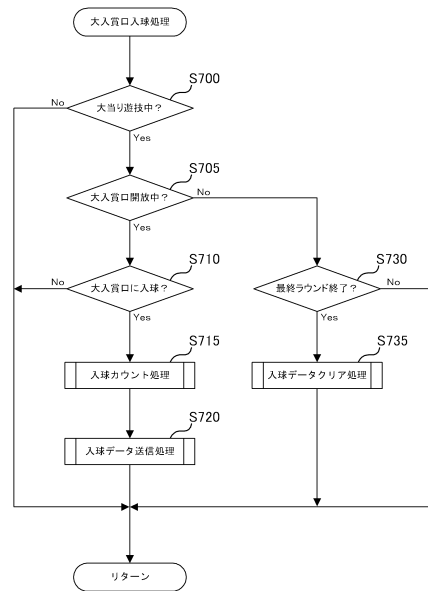 大入賞口入球処理
S700
大当り遊技中？
No
Yes
S705
大入賞口開放中？
No
Yes
S710
大入賞口に入球？
No
Yes
S730
最終ラウンド終了？
No
Yes
S715
入球カウント処理
S735
入球データクリア処理
S720
入球データ送信処理
リターン